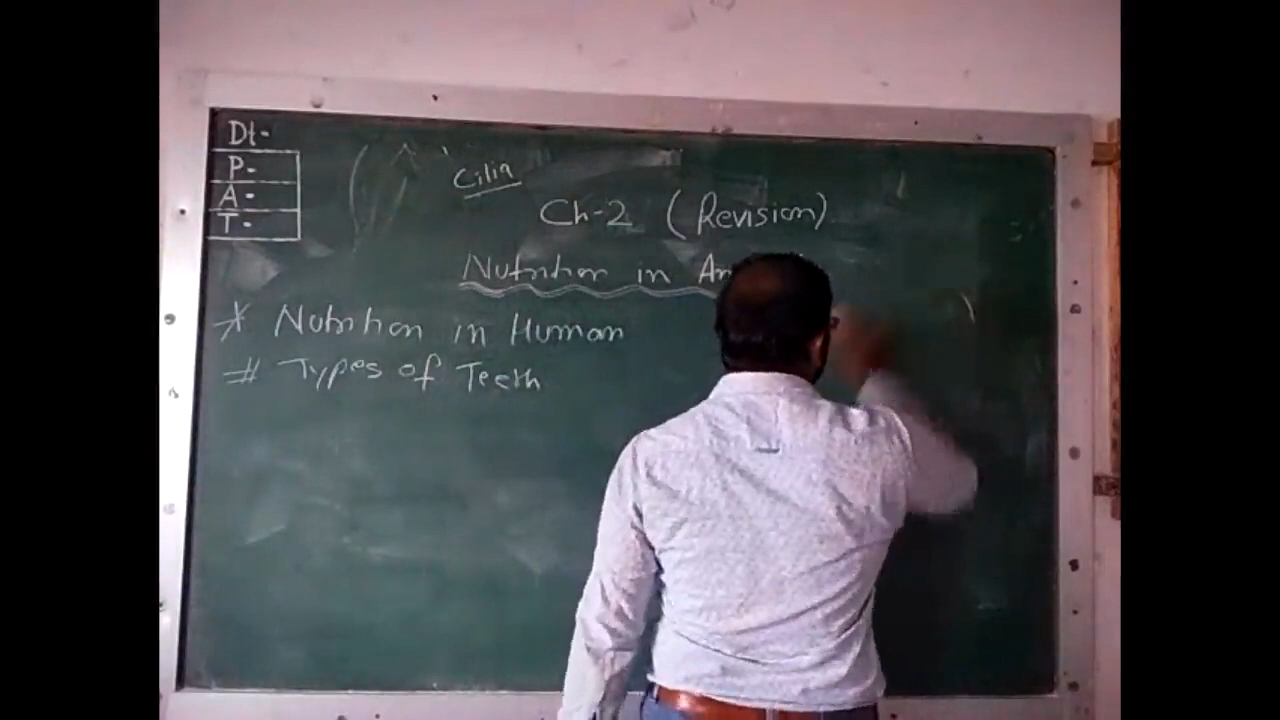 Dt-
P-
A-
T-
Cilia
Ch-2 (Revision)
Nutrition in
* Nutrition in Human
# Types of Teeth